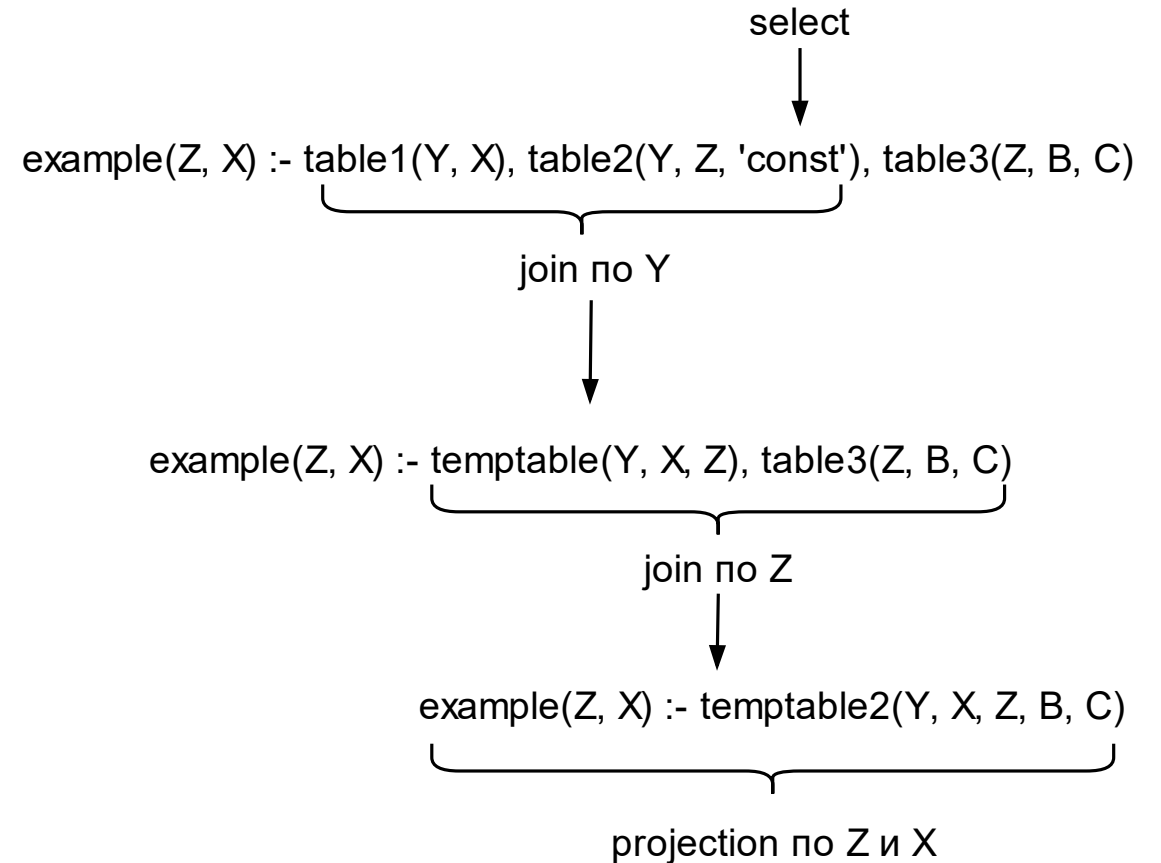 select
example(Z, X) :- table1(Y, X), table2(Y, Z, 'const'), table3(Z, B, C)
join по Y
example(Z, X) :- temptable(Y, X, Z), table3(Z, B, C)
join по Z
example(Z, X) :- temptable2(Y, X, Z, B, C)
projection по Z и X